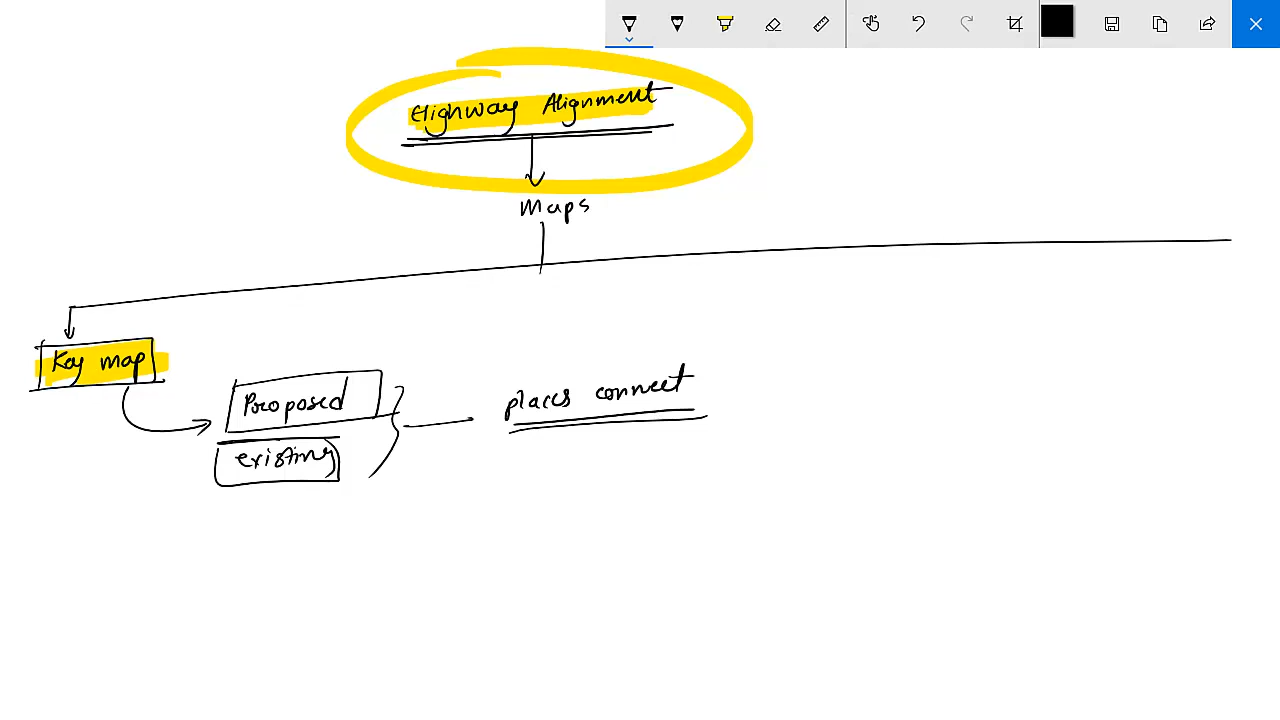 Highway Alignment
Maps
Key map
Proposed
existing
places connect